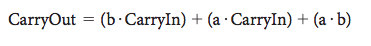 CarryOut = (b · CarryIn) + (a · CarryIn) + (a · b)